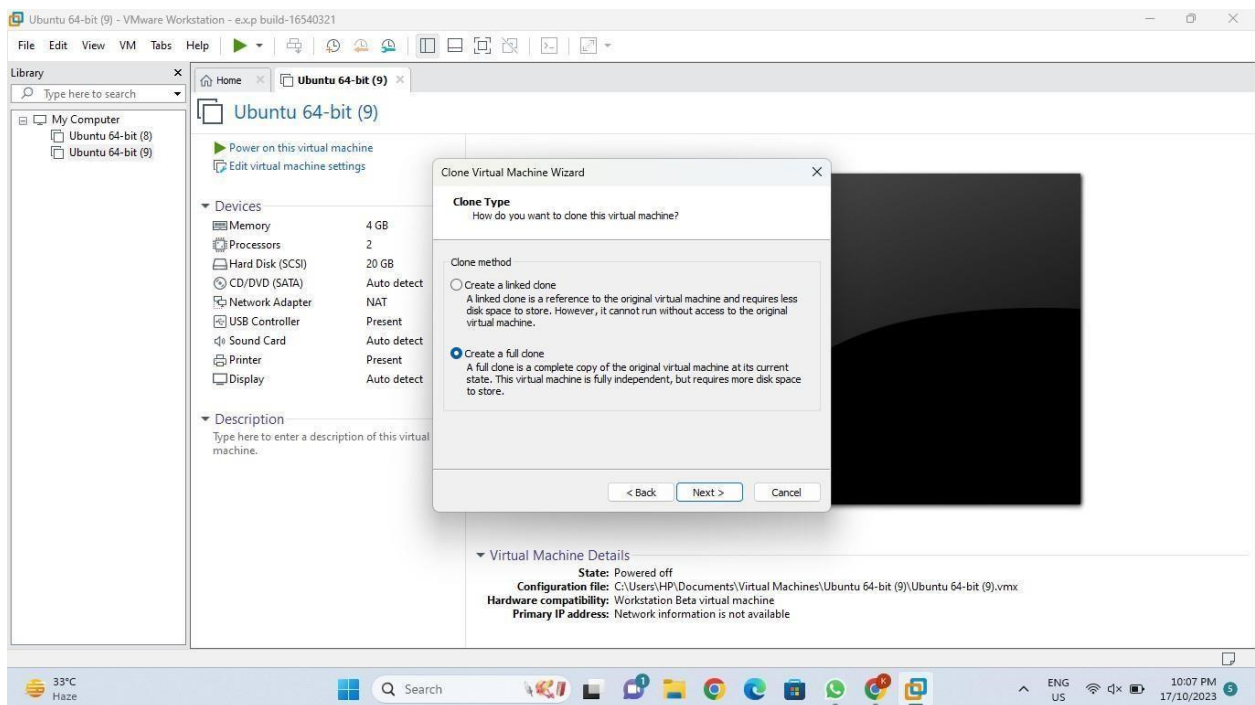 Ubuntu 64-bit (9) - VMware Workstation - e.x.p build-16540321
File Edit View VM Tabs Help
Library
Home
Ubuntu 64-bit (9)
Type here to search
My Computer
Ubuntu 64-bit (8)
Ubuntu 64-bit (9)
Ubuntu 64-bit (9)
Power on this virtual machine
Edit virtual machine settings
Devices
Memory 4 GB
Processors 2
Hard Disk (SCSI) 20 GB
CD/DVD (SATA) Auto detect
Network Adapter NAT
USB Controller Present
Sound Card Auto detect
Printer Present
Display Auto detect
Description
Type here to enter a description of this virtual
machine.
Clone Virtual Machine Wizard
Clone Type
How do you want to clone this virtual machine?
Clone method
Create a linked clone
A linked clone is a reference to the original virtual machine and requires less
disk space to store. However, it cannot run without access to the original
virtual machine.
Create a full clone
A full clone is a complete copy of the original virtual machine at its current
state. This virtual machine is fully independent, but requires more disk space
to store.
< Back Next > Cancel
Virtual Machine Details
State: Powered off
Configuration file: C:\Users\HP\Documents\Virtual Machines\Ubuntu 64-bit (9)\Ubuntu 64-bit (9).vmx
Hardware compatibility: Workstation Beta virtual machine
Primary IP address: Network information is not available
33°C
Haze
Search
1
K
ENG
US
10:07 PM
17/10/2023
5